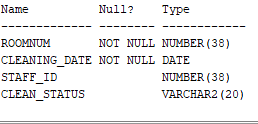 Name Null? Type
------------- -------- ------------
ROOMNUM NOT NULL NUMBER(38)
CLEANING_DATE NOT NULL DATE
STAFF_ID NUMBER(38)
CLEAN_STATUS VARCHAR2(20)